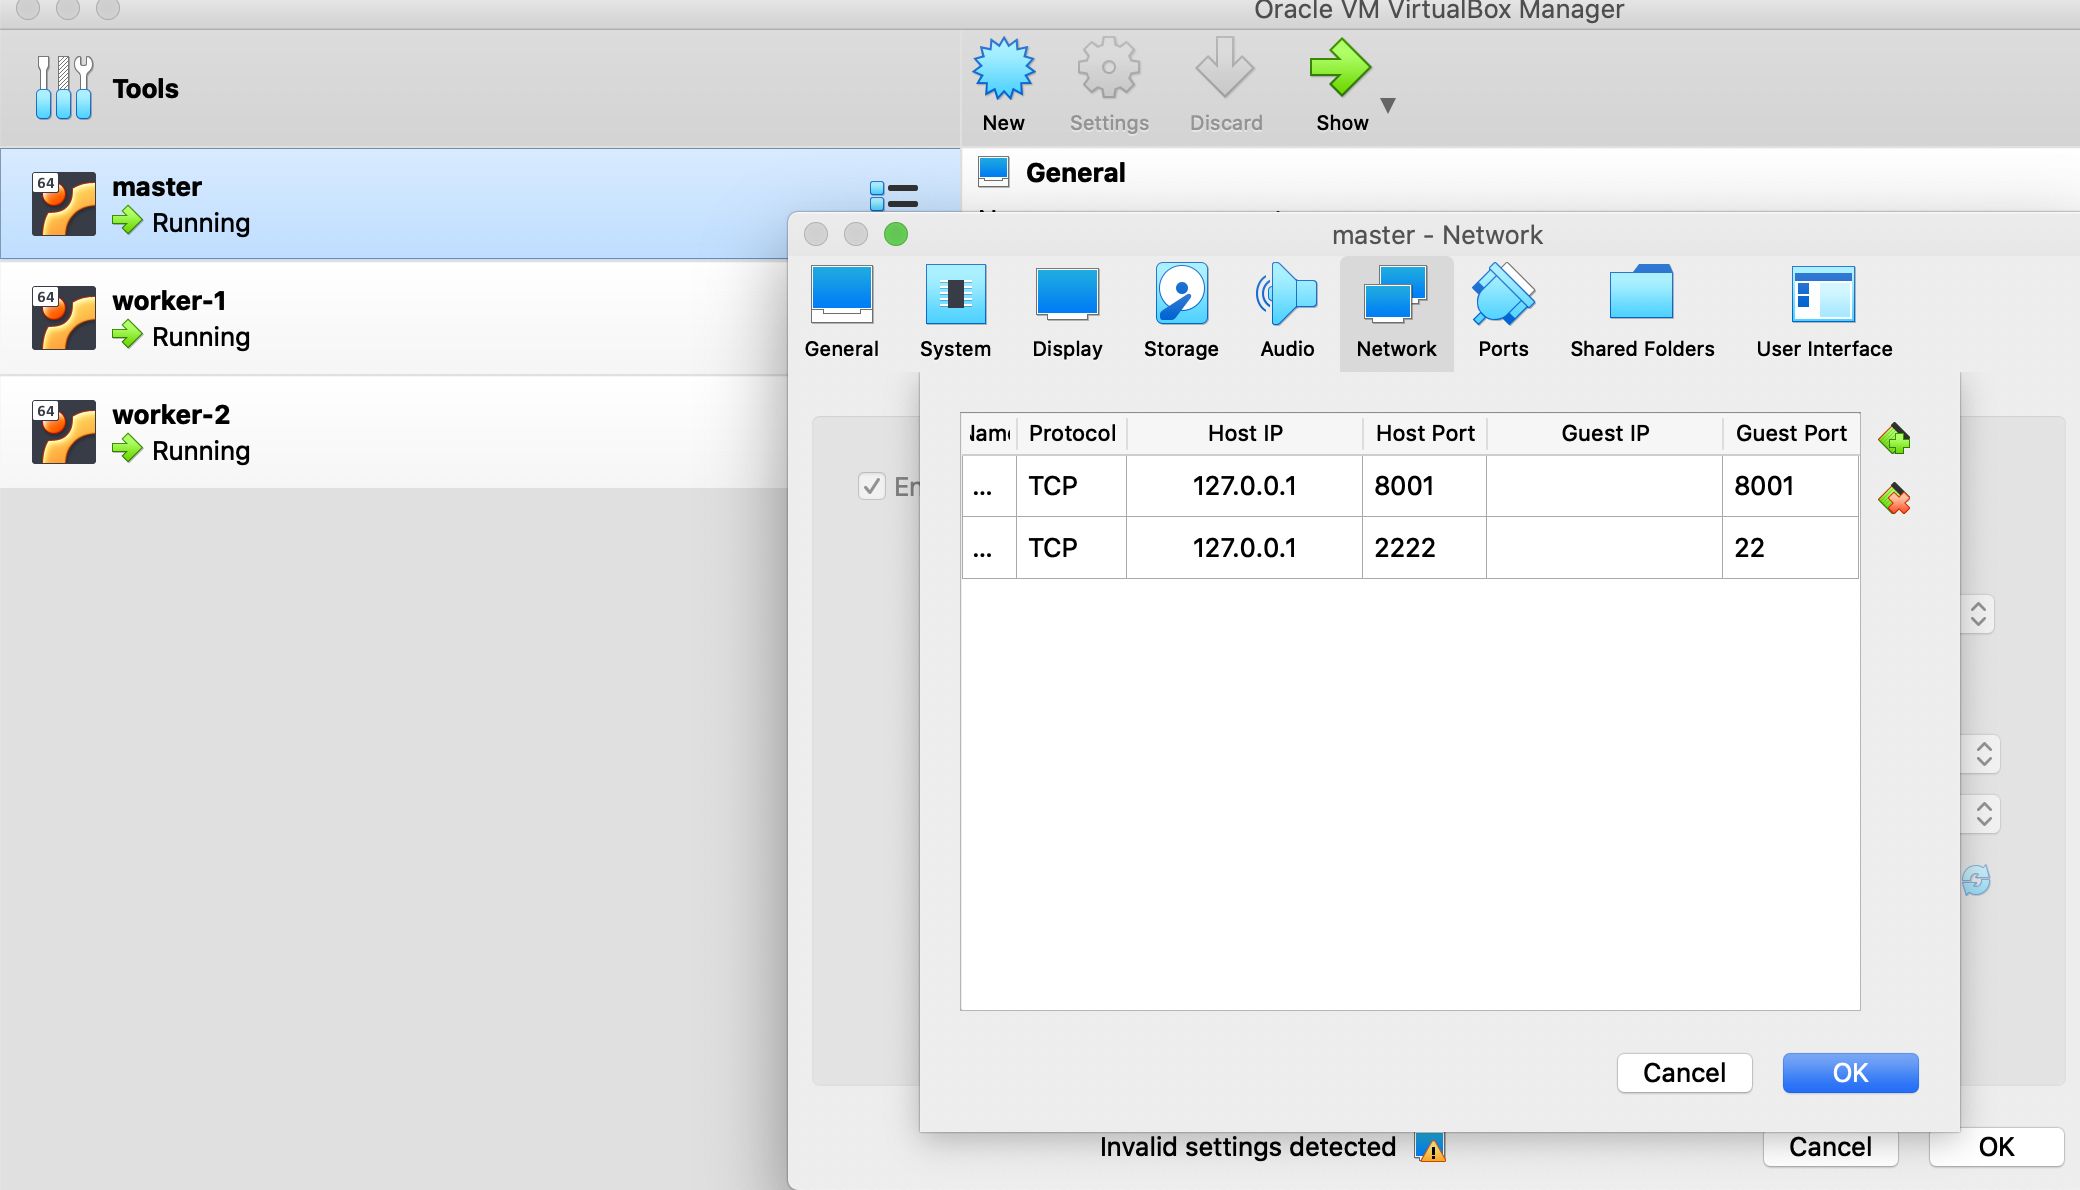 Oracle VM VirtualBox Manager
Tools
New
Settings
Discard
Show
64
master
Running
General
64
worker-1
Running
64
worker-2
Running
master - Network
General
System
Display
Storage
Audio
Network
Ports
Shared Folders
User Interface
En
Protocol Host IP Host Port Guest IP Guest Port
... TCP 127.0.0.1 8001 8001
... TCP 127.0.0.1 2222 22
Cancel
OK
Invalid settings detected
Cancel
OK